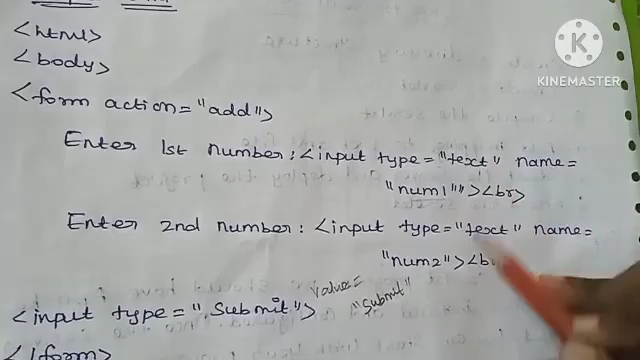 <html>
<body>
<form action="add">
Enter 1st number: <input type="text" name=
"num1""><br>
Enter 2nd number: <input type="text" name=
"num2"><br
<input type="submit"> value= "submit"
</form>
K
KINEMASTER